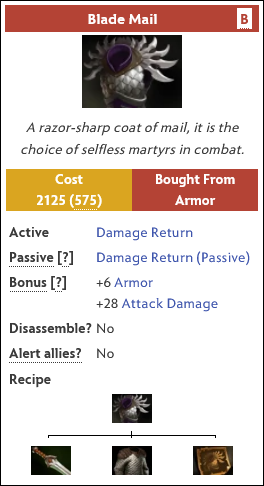 Blade Mail B
A razor-sharp coat of mail, it is the
choice of selfless martyrs in combat.
Cost Bought From
2125 (575) Armor
Active Damage Return
Passive [?] Damage Return (Passive)
Bonus [?] +6 Armor
+28 Attack Damage
Disassemble? No
Alert allies? No
Recipe